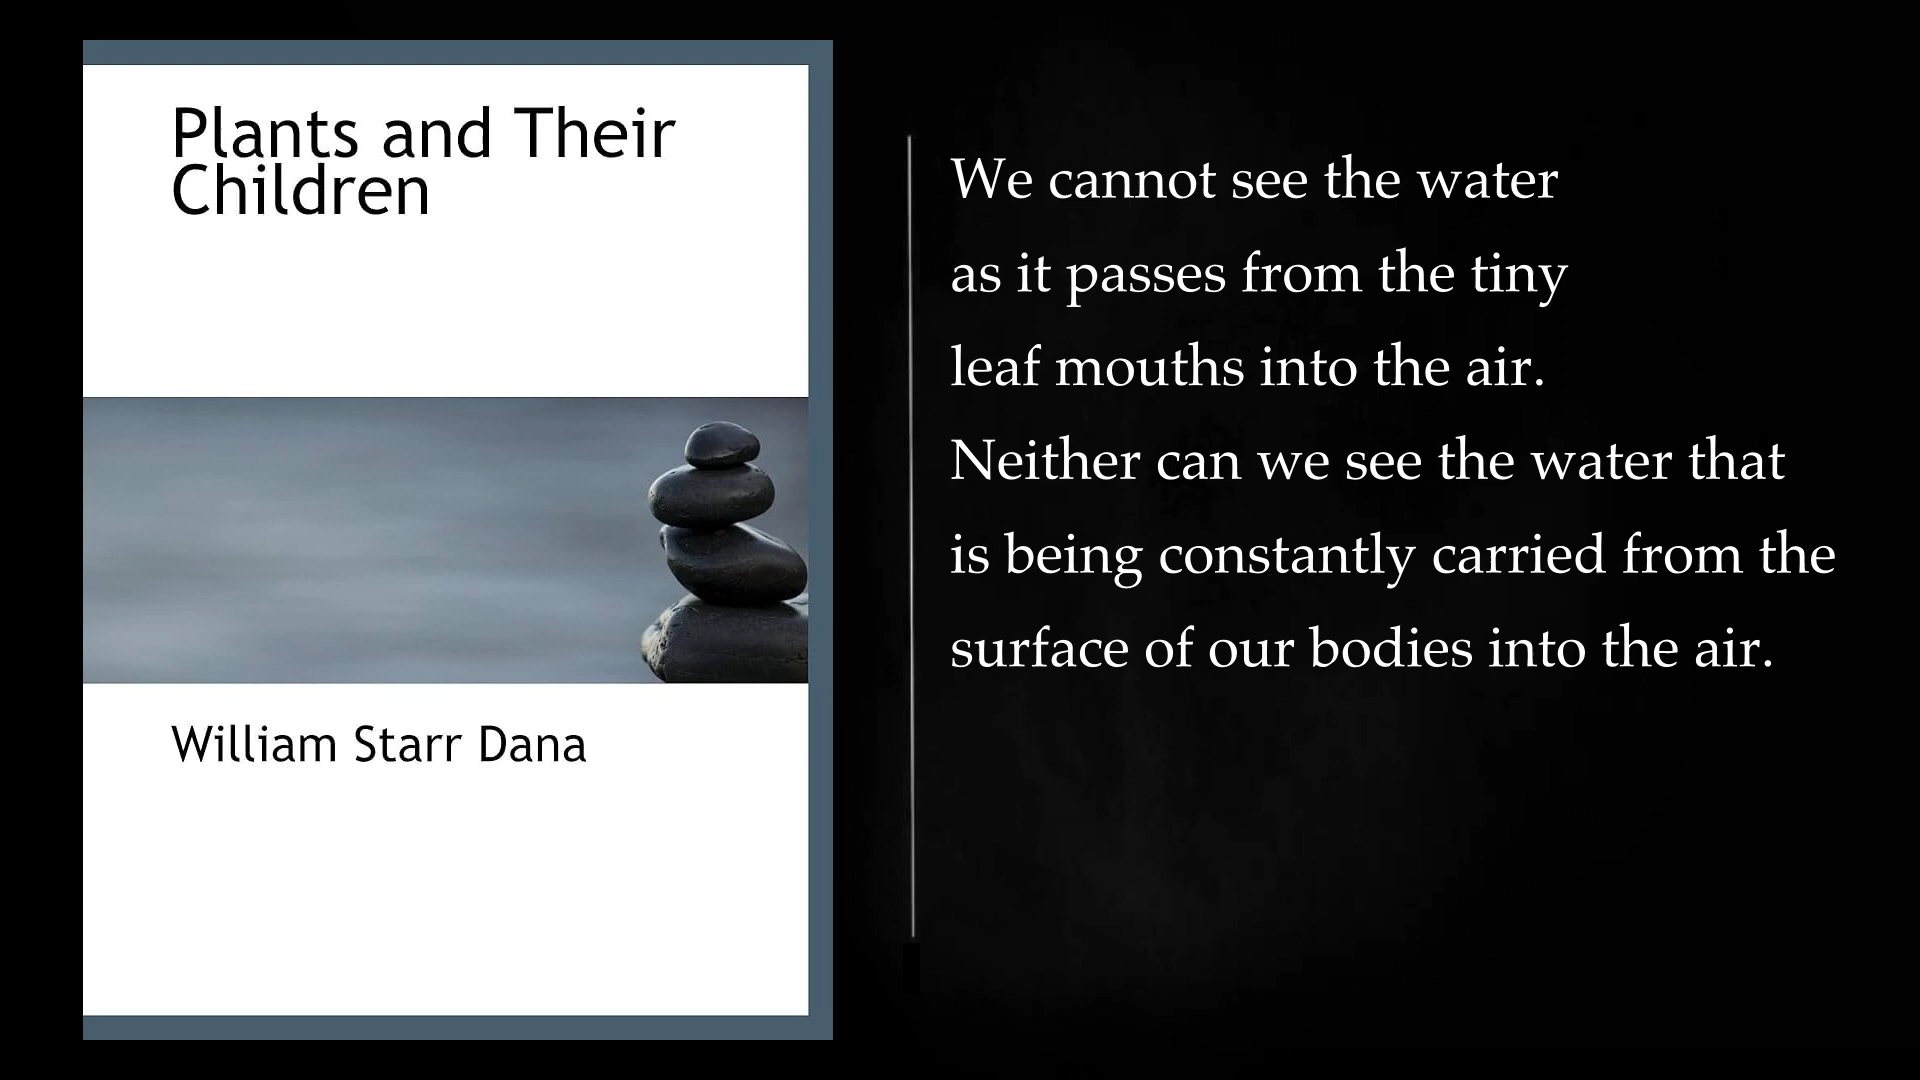 Plants and Their
Children
William Starr Dana
We cannot see the water
as it passes from the tiny
leaf mouths into the air.
Neither can we see the water that
is being constantly carried from the
surface of our bodies into the air.